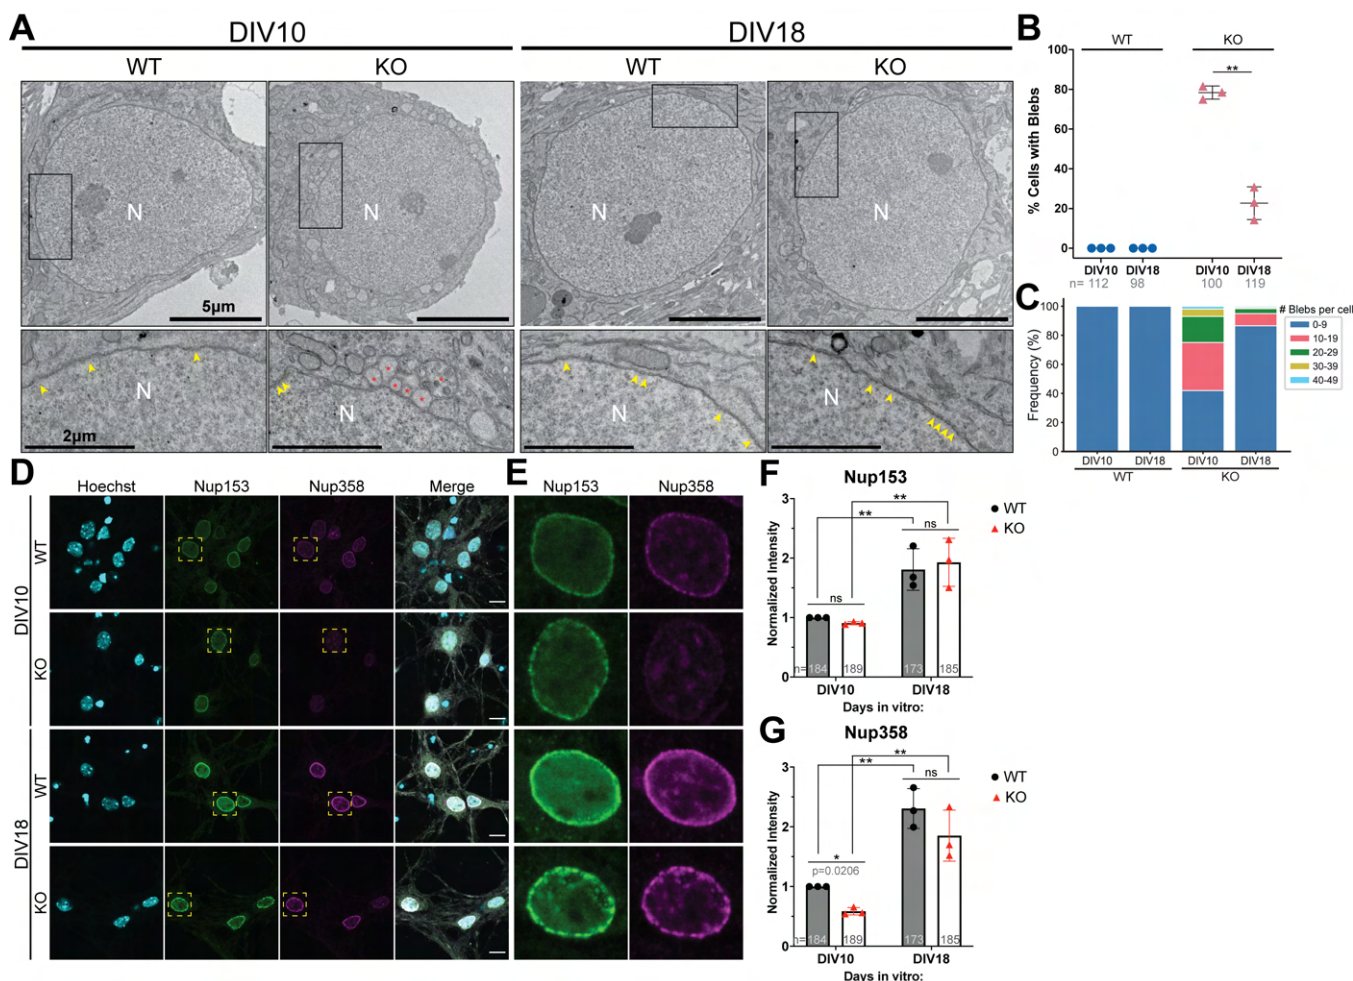 A
DIV10
DIV18
WT
KO
WT
KO
N
N
N
N
5µm
N
N
N
N
2µm
B
WT
KO
**
% Cells with Blebs
100
80
60
40
20
0
DIV10
DIV18
DIV10
DIV18
n= 112
98
100
119
C
Frequency (%)
100
80
60
40
20
0
# Blebs per cell
0-9
10-19
20-29
30-39
40-49
DIV10
DIV18
DIV10
DIV18
WT
KO
D
Hoechst
Nup153
Nup358
Merge
DIV10
WT
KO
DIV18
WT
KO
E
Nup153
Nup358
F
Nup153
Normalized Intensity
3
2
1
0
**
**
ns
ns
WT
KO
n=
184
189
173
185
DIV10
DIV18
Days in vitro:
G
Nup358
Normalized Intensity
3
2
1
0
**
**
ns
*
p=0.0206
WT
KO
n=
184
189
173
185
DIV10
DIV18
Days in vitro: